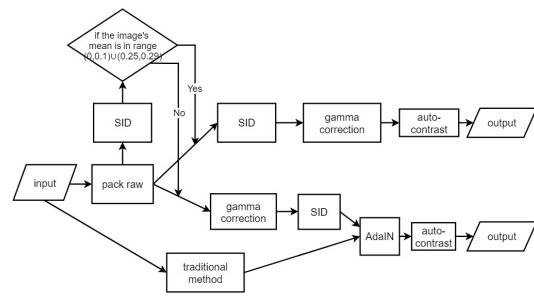 if the image's
mean is in range
(0,0.1)∪(0.25,0.29)
Yes
No
SID
SID
gamma
correction
auto-
contrast
output
input
pack raw
gamma
correction
SID
AdaIN
auto-
contrast
output
traditional
method